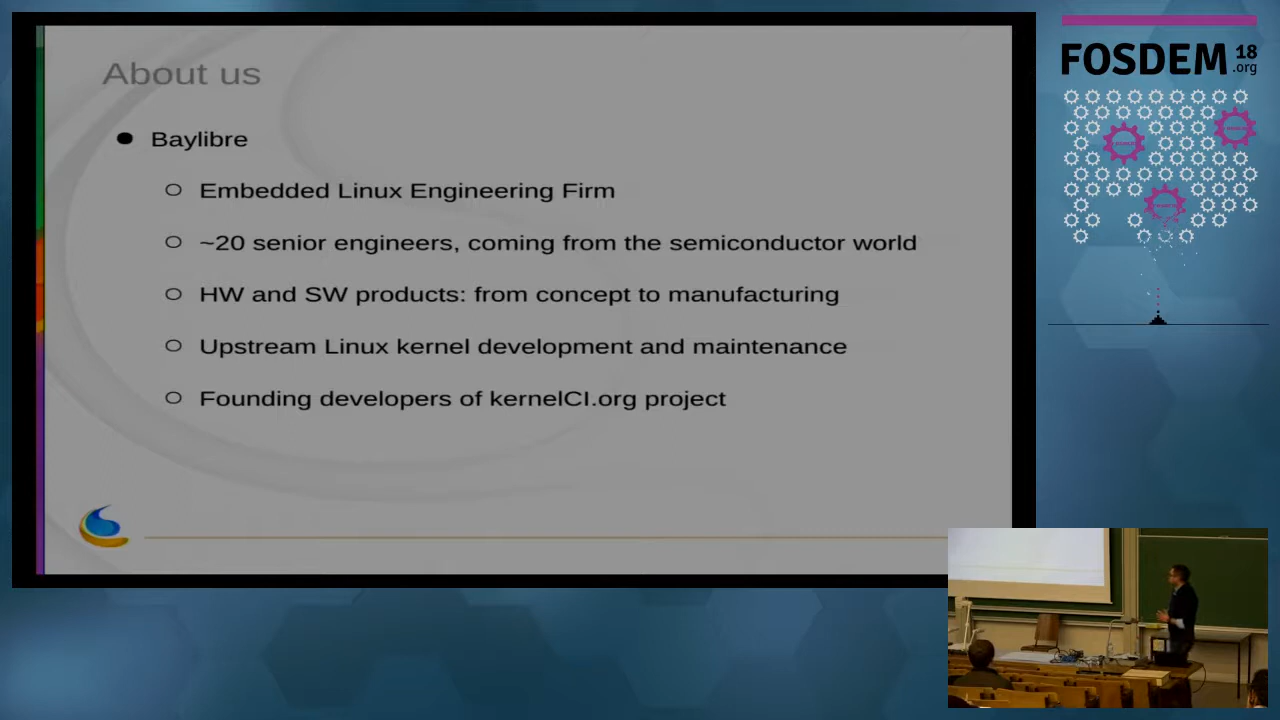 About us
Baylibre
Embedded Linux Engineering Firm
~20 senior engineers, coming from the semiconductor world
HW and SW products: from concept to manufacturing
Upstream Linux kernel development and maintenance
Founding developers of kernelCI.org project
FOSDEM 18
.org